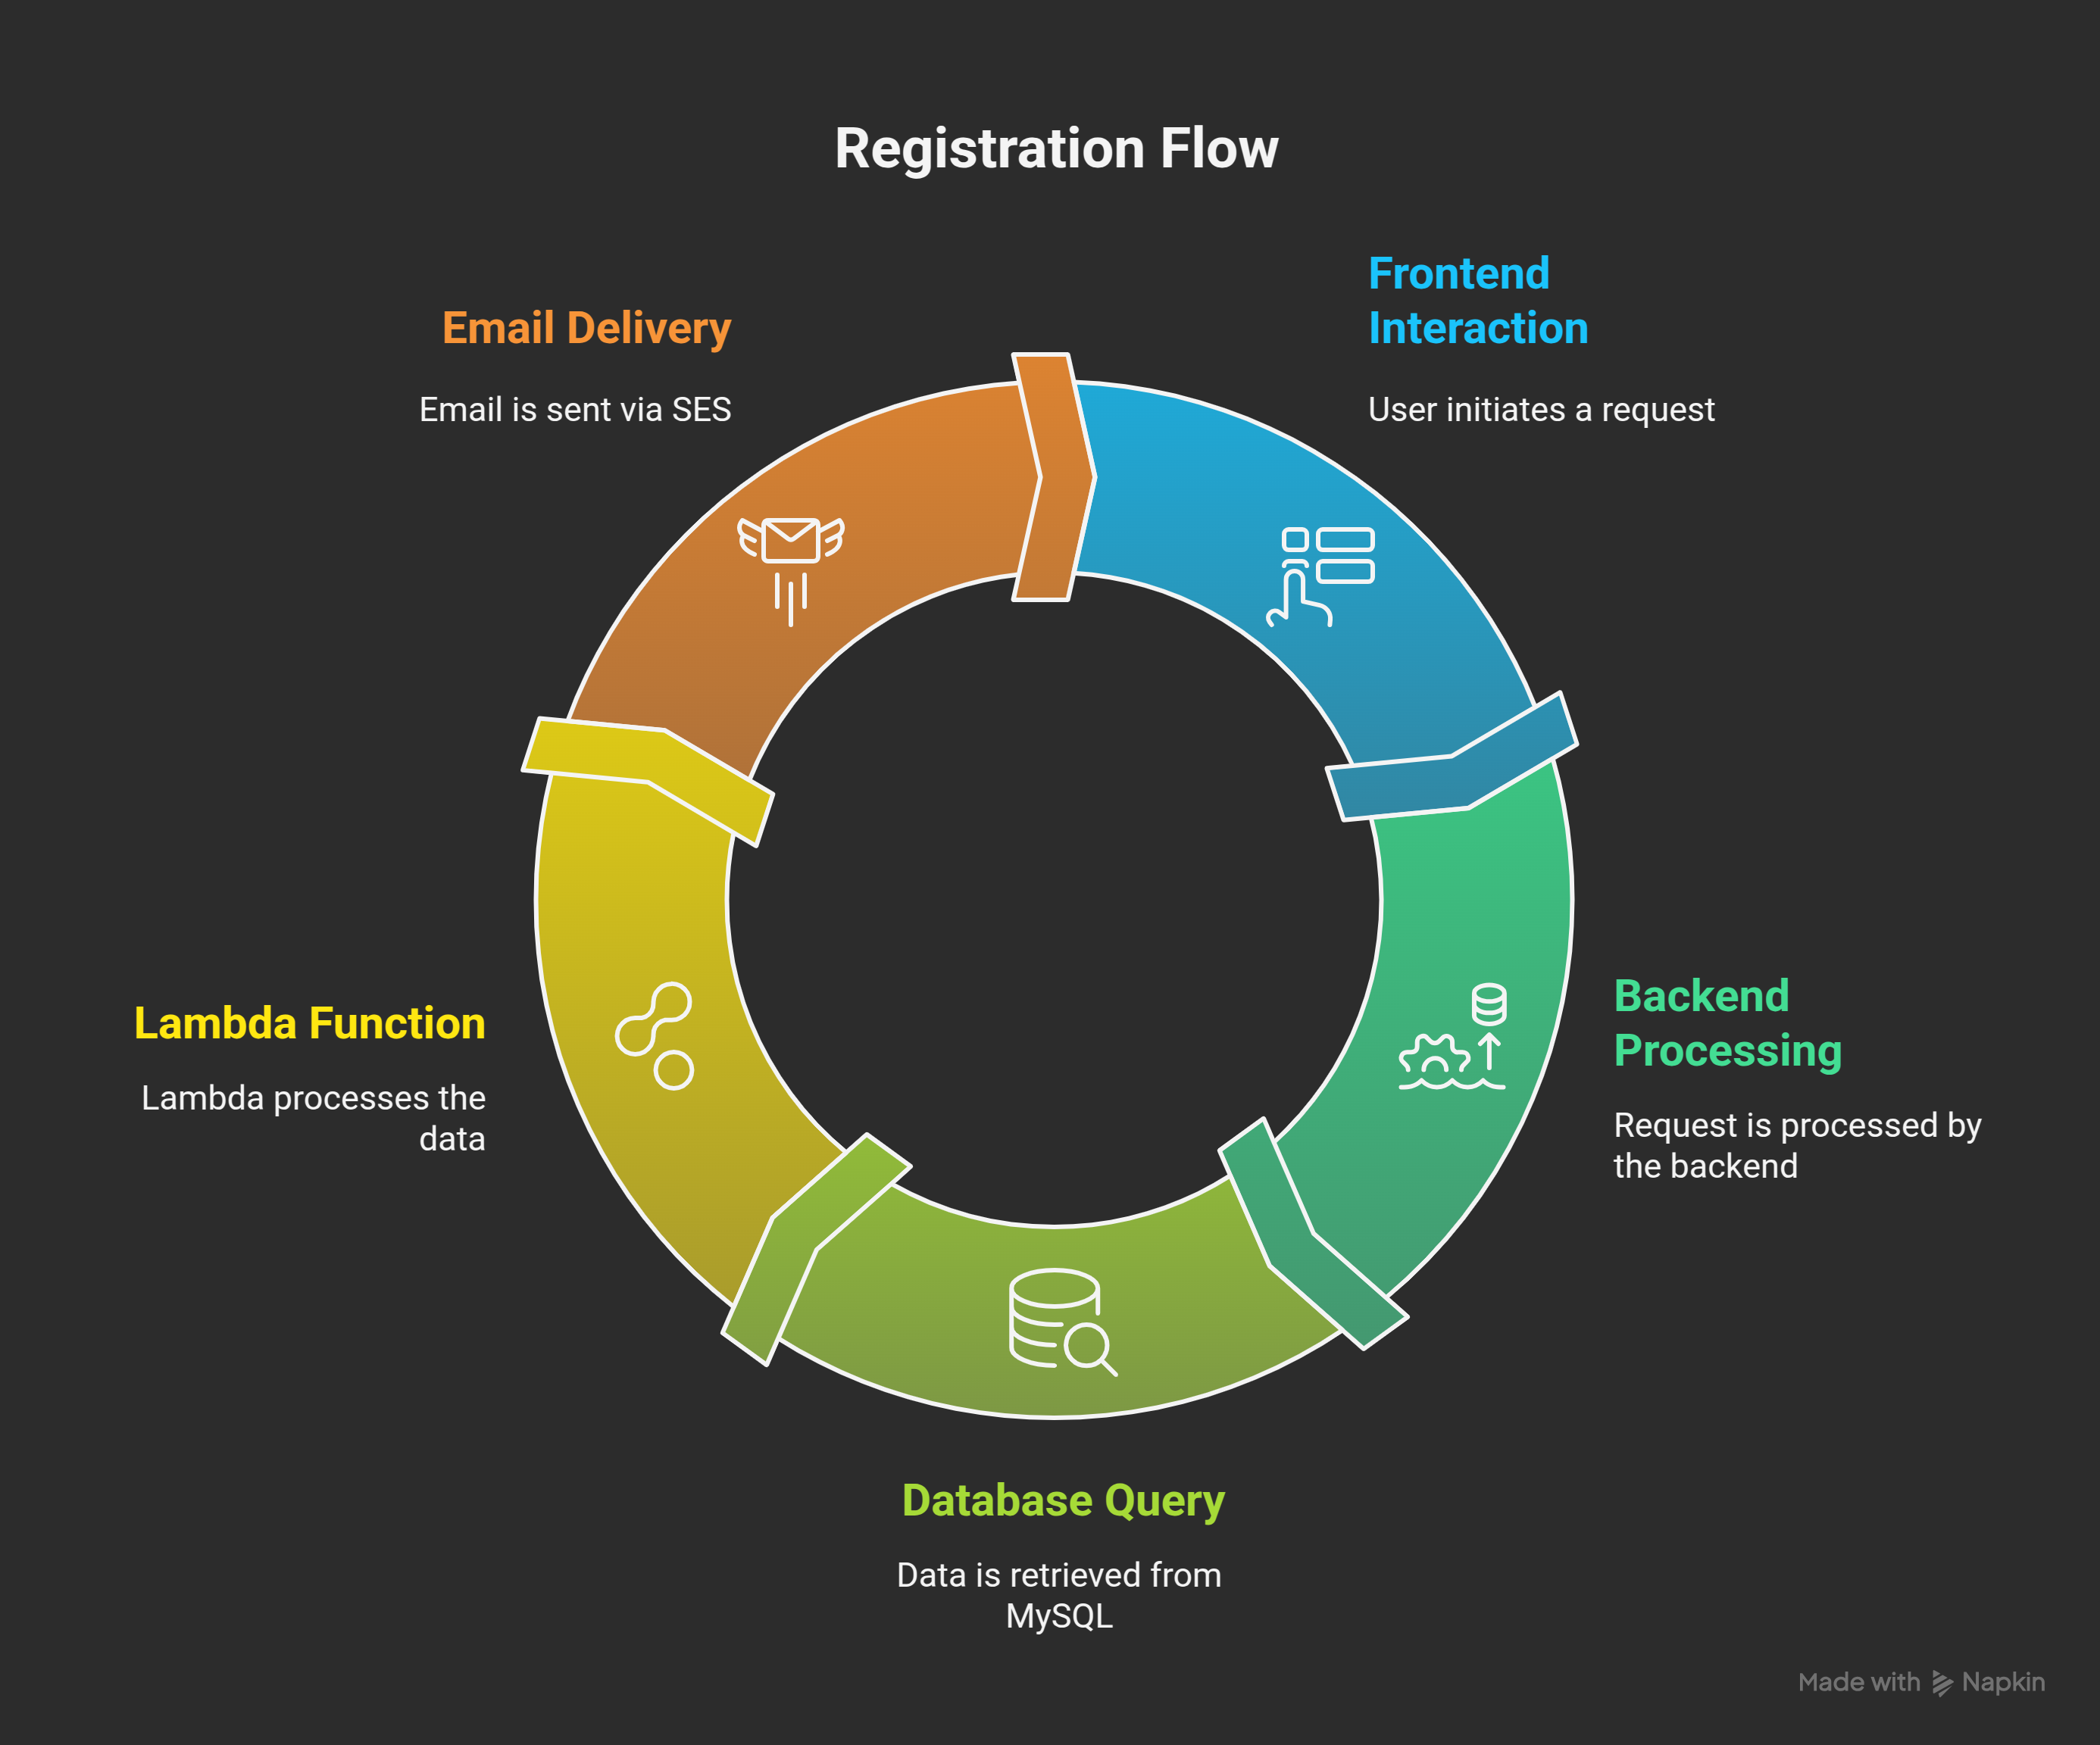 Registration Flow
Frontend
Interaction
User initiates a request
Email Delivery
Email is sent via SES
Backend
Processing
Request is processed by
the backend
Lambda Function
Lambda processes the
data
Database Query
Data is retrieved from
MySQL
Made with Napkin